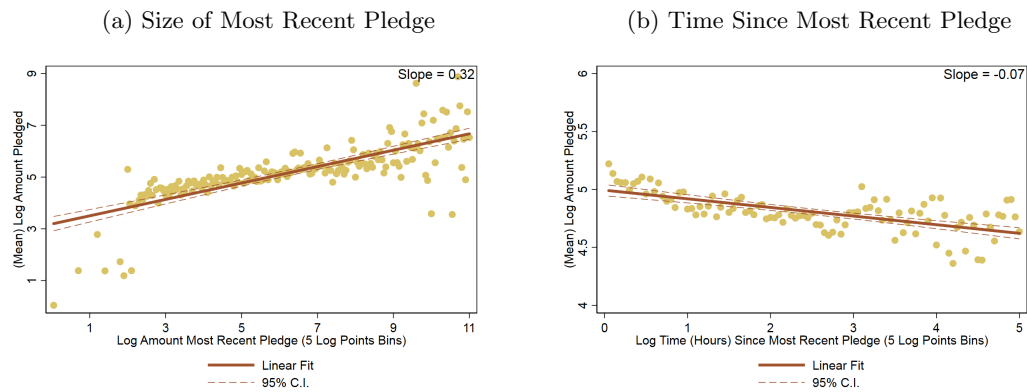 (a) Size of Most Recent Pledge
Slope = 0.32
(Mean) Log Amount Pledged
9
7
5
3
1
1 3 5 7 9 11
Log Amount Most Recent Pledge (5 Log Points Bins)
Linear Fit
95% C.I.
(b) Time Since Most Recent Pledge
Slope = -0.07
(Mean) Log Amount Pledged
6
5.5
5
4.5
4
0 1 2 3 4 5
Log Time (Hours) Since Most Recent Pledge (5 Log Points Bins)
Linear Fit
95% C.I.